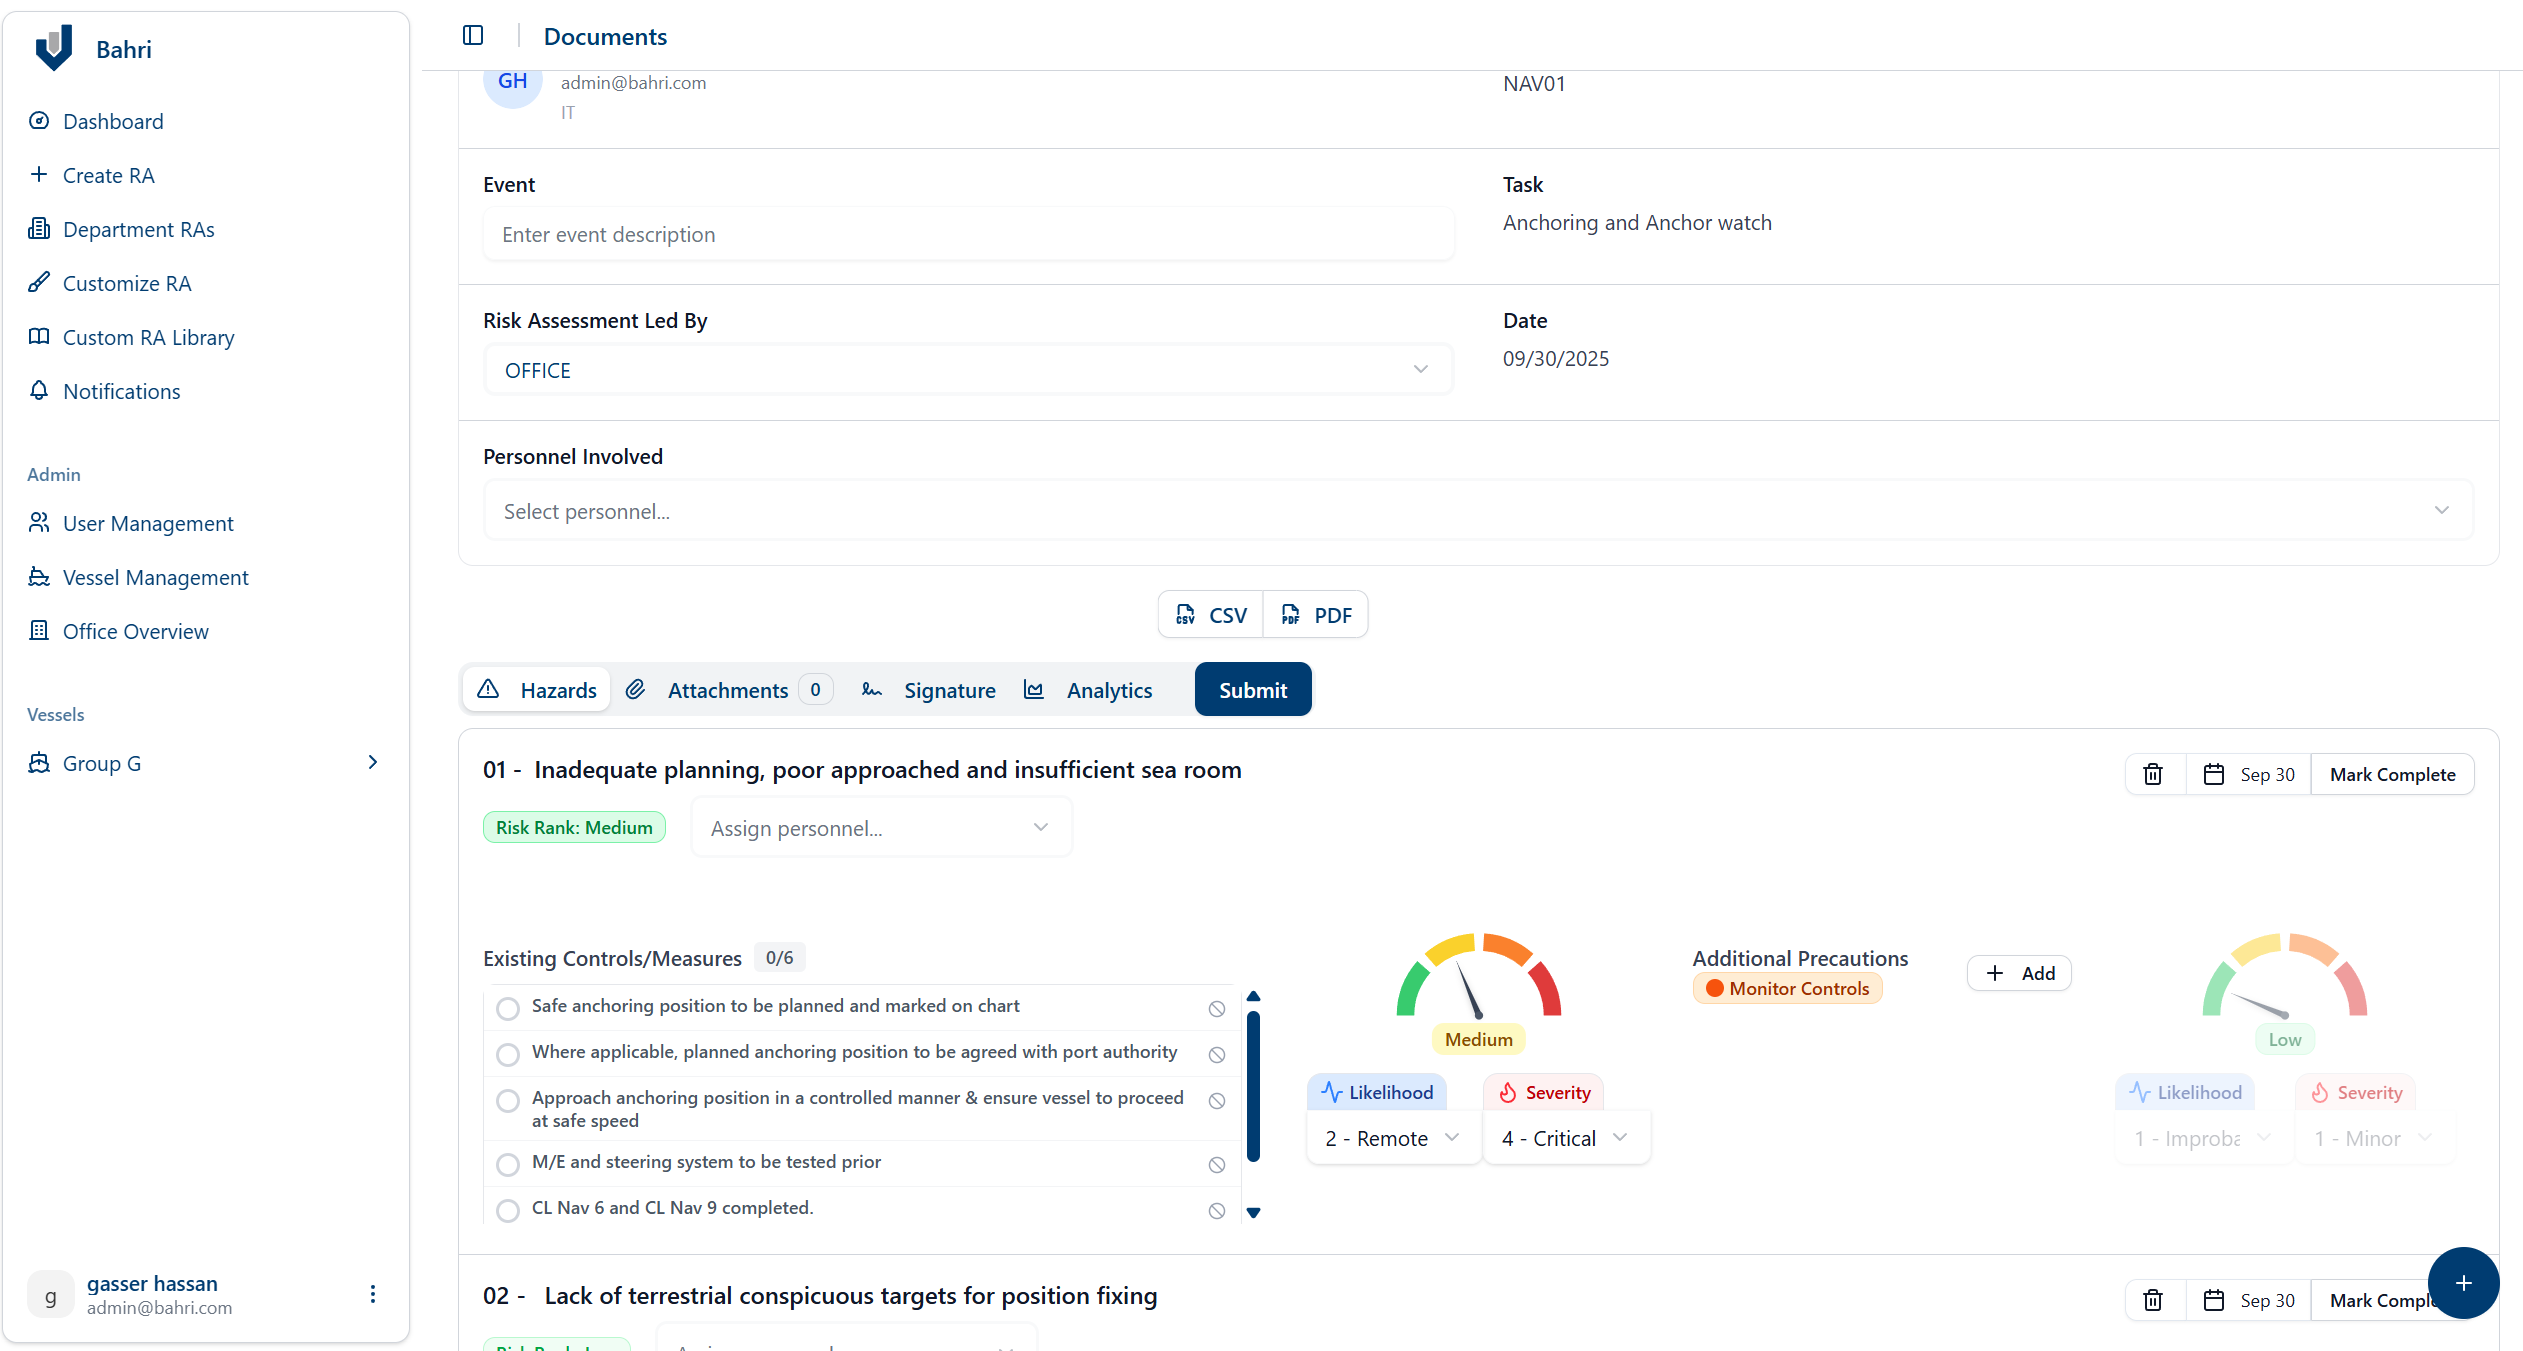 Bahri
Dashboard
Create RA
Department RAs
Customize RA
Custom RA Library
Notifications
Admin
User Management
Vessel Management
Office Overview
Vessels
Group G
g
gasser hassan
admin@bahri.com
Documents
GH
admin@bahri.com
IT
NAV01
Event
Enter event description
Task
Anchoring and Anchor watch
Risk Assessment Led By
OFFICE
Date
09/30/2025
Personnel Involved
Select personnel...
CSV
PDF
Hazards
Attachments 0
Signature
Analytics
Submit
01 - Inadequate planning, poor approached and insufficient sea room
Sep 30
Mark Complete
Risk Rank: Medium
Assign personnel...
Existing Controls/Measures 0/6
Safe anchoring position to be planned and marked on chart
Where applicable, planned anchoring position to be agreed with port authority
Approach anchoring position in a controlled manner & ensure vessel to proceed
at safe speed
M/E and steering system to be tested prior
CL Nav 6 and CL Nav 9 completed.
Medium
Likelihood
Severity
2 - Remote
4 - Critical
Additional Precautions
Monitor Controls
Add
Low
Likelihood
Severity
1 - Improba
1 - Minor
02 - Lack of terrestrial conspicuous targets for position fixing
Sep 30
Mark Comple